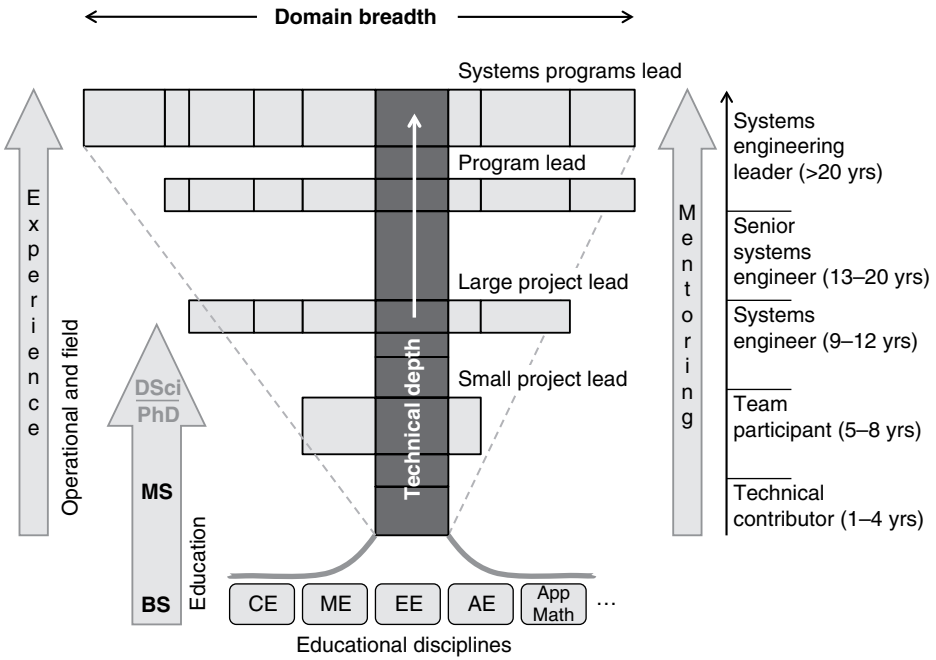 Domain breadth
Systems programs lead
Program lead
Large project lead
Small project lead
Technical depth
Experience
Operational and field
DSci
PhD
MS
BS
Education
Mentoring
Systems
engineering
leader (>20 yrs)
Senior
systems
engineer (13–20 yrs)
Systems
engineer (9–12 yrs)
Team
participant (5–8 yrs)
Technical
contributor (1–4 yrs)
CE
ME
EE
AE
App
Math
...
Educational disciplines